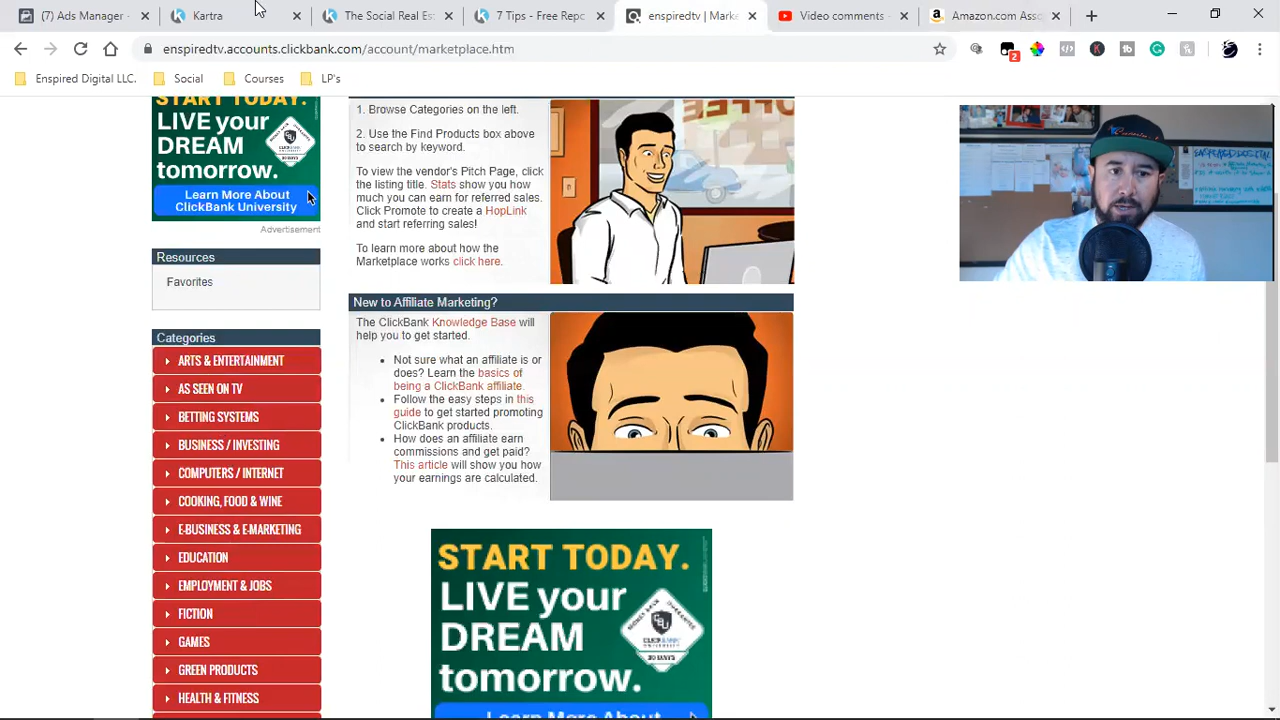 (7) Ads Manager -
Kartra
The Social Real Es
7 Tips - Free Repo
enspiredtv | Marke
Video comments -
Amazon.com Asso
enspiredtv.accounts.clickbank.com/account/marketplace.htm
2
Enspired Digital LLC.
Social
Courses
LP's
START TODAY.
LIVE your
DREAM
tomorrow.
Learn More About
ClickBank University
Advertisement
Resources
Favorites
Categories
ARTS & ENTERTAINMENT
AS SEEN ON TV
BETTING SYSTEMS
BUSINESS / INVESTING
COMPUTERS / INTERNET
COOKING, FOOD & WINE
E-BUSINESS & E-MARKETING
EDUCATION
EMPLOYMENT & JOBS
FICTION
GAMES
GREEN PRODUCTS
HEALTH & FITNESS
1. Browse Categories on the left.
2. Use the Find Products box above
to search by keyword.
To view the vendor's Pitch Page, click
the listing title. Stats show you how
much you can earn for referred sales.
Click Promote to create a HopLink
and start referring sales!
To learn more about how the
Marketplace works click here.
New to Affiliate Marketing?
The ClickBank Knowledge Base will
help you to get started.
Not sure what an affiliate is or
does? Learn the basics of
being a ClickBank affiliate.
Follow the easy steps in this
guide to get started promoting
ClickBank products.
How does an affiliate earn
commissions and get paid?
This article will show you how
your earnings are calculated.
START TODAY.
LIVE your
DREAM
tomorrow.
Learn More About